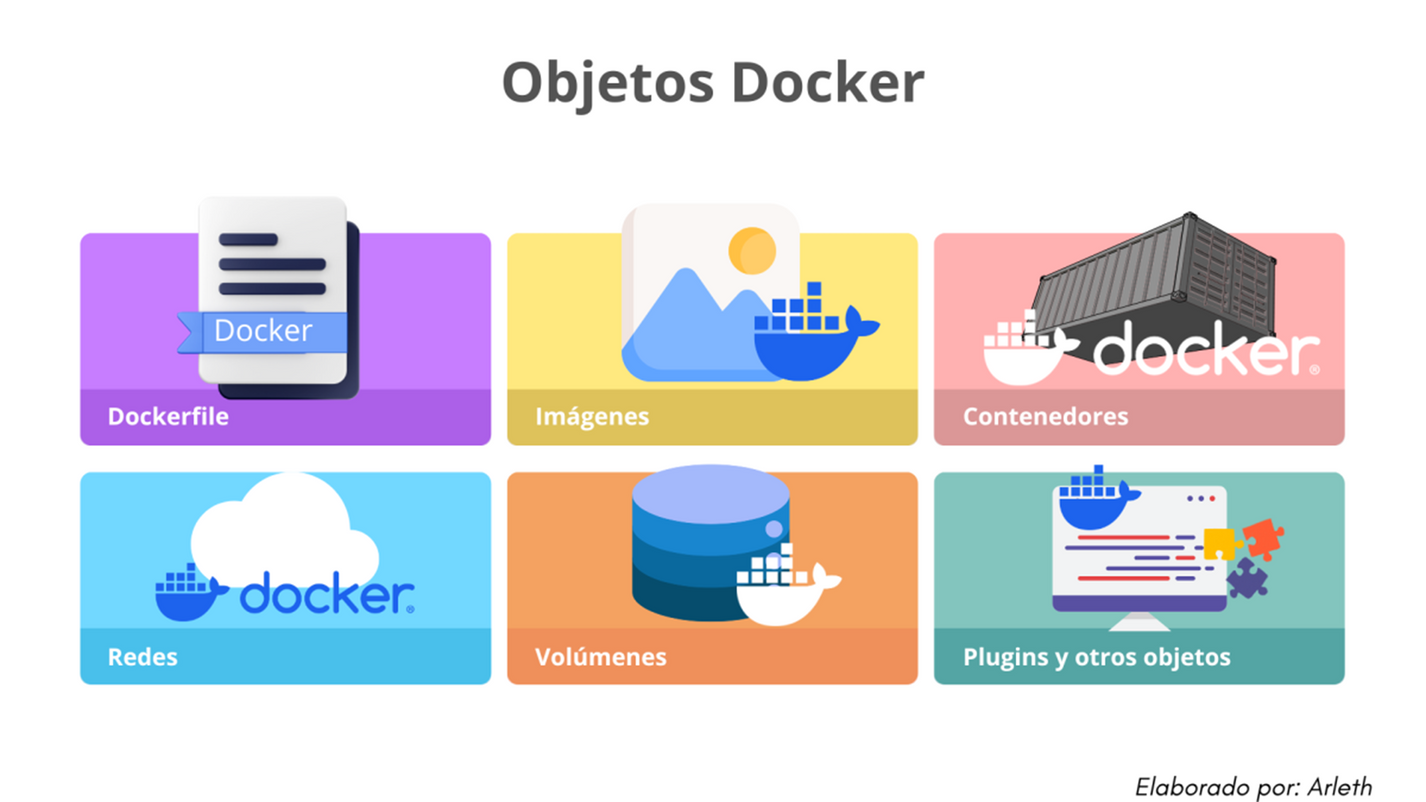 Objetos Docker
Docker
docker®
Dockerfile
Imágenes
Contenedores
docker®
Redes
Volúmenes
Plugins y otros objetos
Elaborado por: Arleth